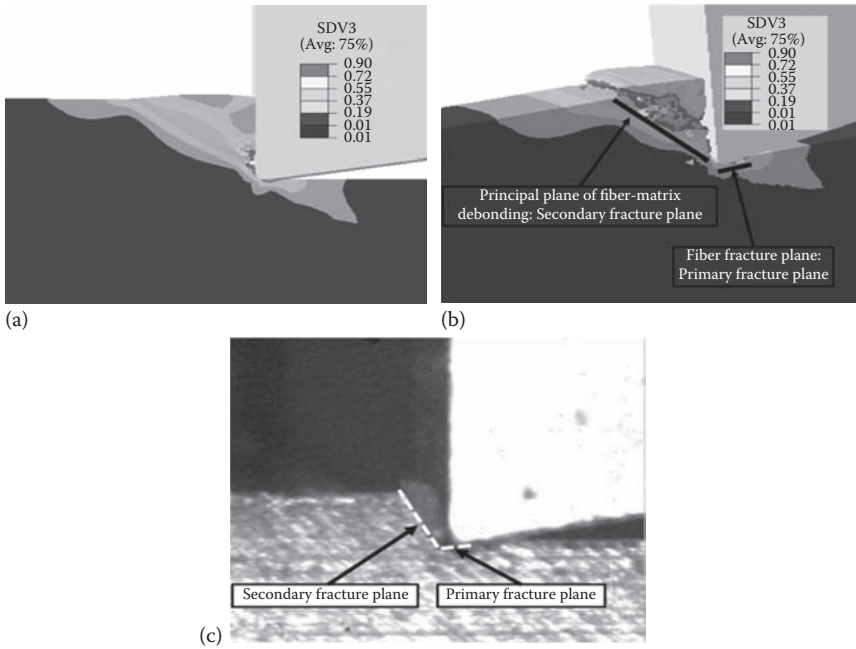 SDV3
(Avg: 75%)
0.90
0.72
0.55
0.37
0.19
0.01
0.01
(a)
SDV3
(Avg: 75%)
0.90
0.72
0.55
0.37
0.19
0.01
0.01
Principal plane of fiber-matrix
debonding: Secondary fracture plane
Fiber fracture plane:
Primary fracture plane
(b)
Secondary fracture plane
Primary fracture plane
(c)